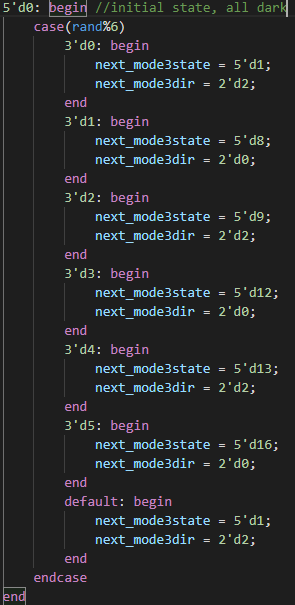 5'd0: begin //initial state, all dark
case(rand%6)
3'd0: begin
next_mode3state = 5'd1;
next_mode3dir = 2'd2;
end
3'd1: begin
next_mode3state = 5'd8;
next_mode3dir = 2'd0;
end
3'd2: begin
next_mode3state = 5'd9;
next_mode3dir = 2'd2;
end
3'd3: begin
next_mode3state = 5'd12;
next_mode3dir = 2'd0;
end
3'd4: begin
next_mode3state = 5'd13;
next_mode3dir = 2'd2;
end
3'd5: begin
next_mode3state = 5'd16;
next_mode3dir = 2'd0;
end
default: begin
next_mode3state = 5'd1;
next_mode3dir = 2'd2;
end
endcase
end